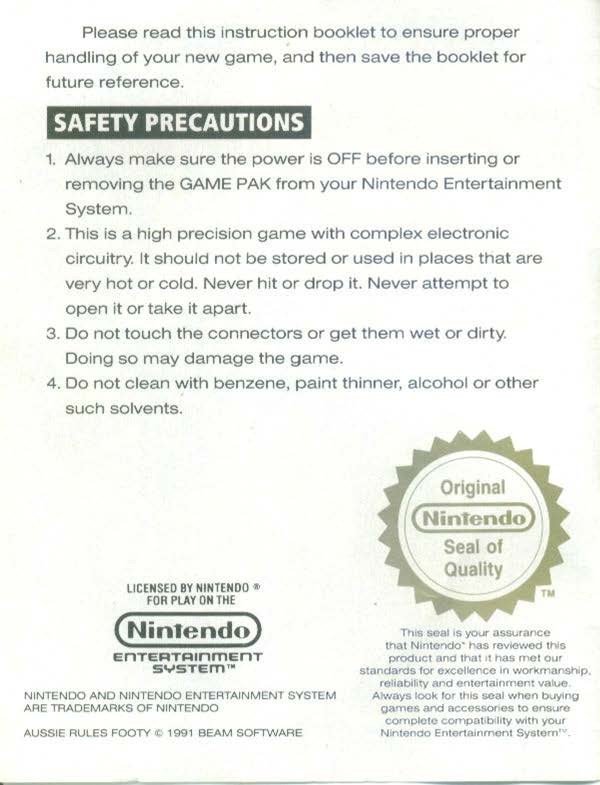 Please read this instruction booklet to ensure proper
handling of your new game, and then save the booklet for
future reference.
SAFETY PRECAUTIONS
1. Always make sure the power is OFF before inserting or
removing the GAME PAK from your Nintendo Entertainment
System.
2. This is a high precision game with complex electronic
circuitry. It should not be stored or used in places that are
very hot or cold. Never hit or drop it. Never attempt to
open it or take it apart.
3. Do not touch the connectors or get them wet or dirty.
Doing so may damage the game.
4. Do not clean with benzene, paint thinner, alcohol or other
such solvents.
LICENSED BY NINTENDO ®
FOR PLAY ON THE
Nintendo
ENTERTAINMENT
SYSTEM™
NINTENDO AND NINTENDO ENTERTAINMENT SYSTEM
ARE TRADEMARKS OF NINTENDO
AUSSIE RULES FOOTY © 1991 BEAM SOFTWARE
Original
Nintendo
Seal of
Quality
TM
This seal is your assurance
that Nintendo® has reviewed this
product and that it has met our
standards for excellence in workmanship,
reliability and entertainment value.
Always look for this seal when buying
games and accessories to ensure
complete compatibility with your
Nintendo Entertainment System™.